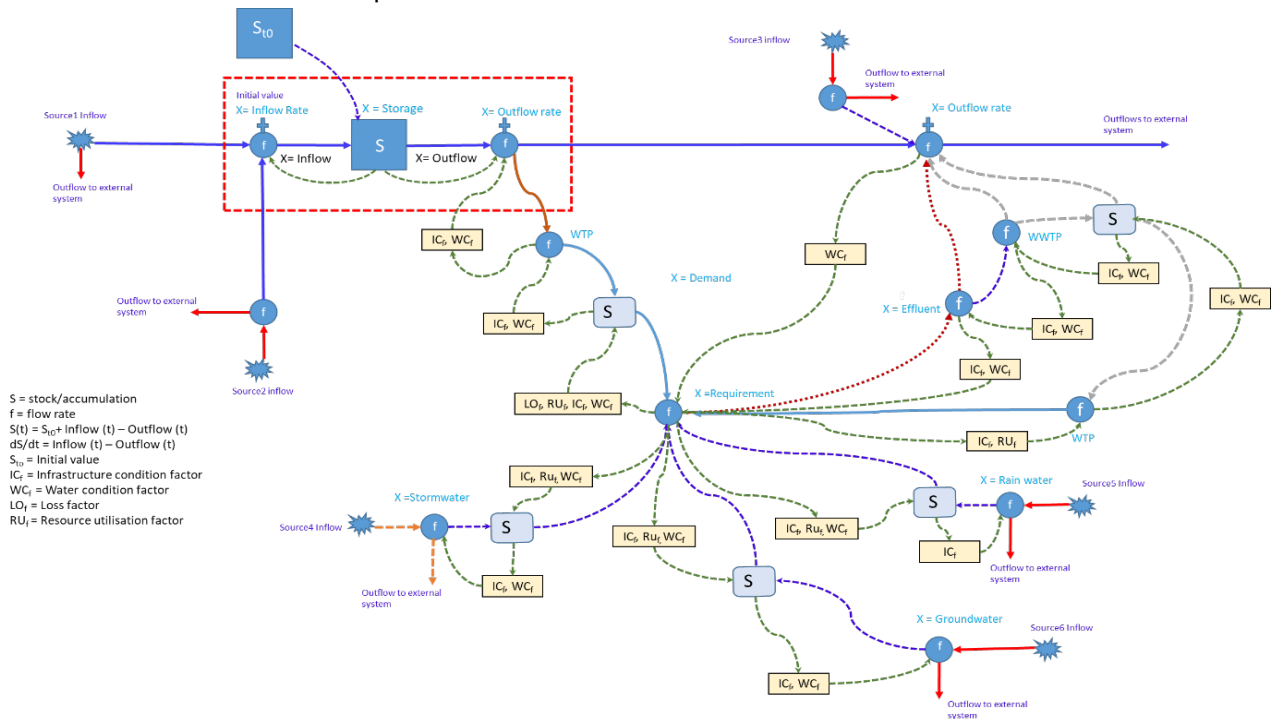 S_t0
Source3 inflow
Outflow to external
system
Initial value
X= Inflow Rate
X = Storage
X= Outflow rate
X= Outflow rate
Source1 Inflow
Outflows to external
system
f
f
S
f
f
X= Inflow
X= Outflow
Outflow to external
system
S
f
WWTP
IC_f, WC_f
f
WTP
WC_f
IC_f, WC_f
X = Demand
Outflow to external
system
f
IC_f, WC_f
S
f
X = Effluent
IC_f, WC_f
IC_f, WC_f
IC_f, WC_f
Source2 inflow
S = stock/accumulation
f = flow rate
S(t) = S_t0+ Inflow (t) – Outflow (t)
dS/dt = Inflow (t) – Outflow (t)
S_to = Initial value
IC_f = Infrastructure condition factor
WC_f = Water condition factor
LO_f = Loss factor
RU_f = Resource utilisation factor
LO_f, RU_f, IC_f, WC_f
X =Requirement
f
f
WTP
IC_f, RU_f
IC_f, Ru_f, WC_f
X =Stormwater
Source4 Inflow
f
S
IC_f, WC_f
Outflow to external
system
IC_f, Ru_f, WC_f
IC_f, Ru_f, WC_f
S
X = Rain water
f
Source5 Inflow
IC_f
Outflow to external
system
S
X = Groundwater
f
Source6 Inflow
IC_f, WC_f
Outflow to external
system